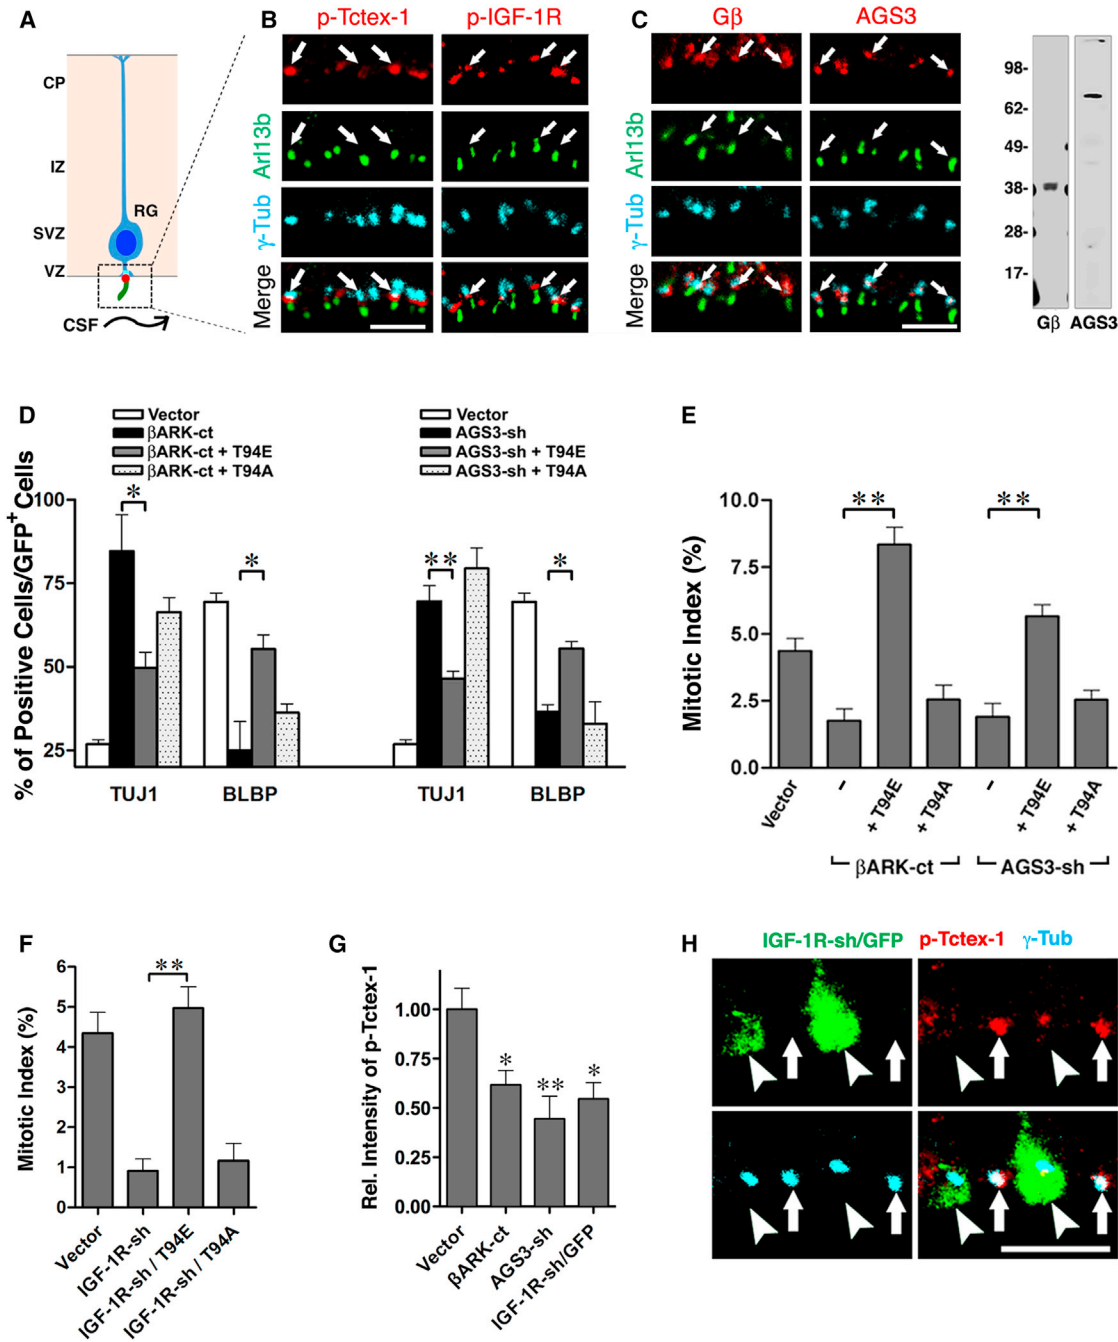 A
CP
IZ
SVZ
VZ
RG
CSF
B
p-Tctex-1
p-IGF-1R
Arl13b
γ-Tub
Merge
C
Gβ
AGS3
Arl13b
γ-Tub
Merge
98-
62-
49-
38-
28-
17-
Gβ
AGS3
D
Vector
βARK-ct
βARK-ct + T94E
βARK-ct + T94A
Vector
AGS3-sh
AGS3-sh + T94E
AGS3-sh + T94A
% of Positive Cells/GFP+ Cells
100
75
50
25
*
*
**
*
TUJ1
BLBP
TUJ1
BLBP
E
Mitotic Index (%)
10.0
7.5
5.0
2.5
0.0
**
**
Vector
-
+ T94E
+ T94A
-
+ T94E
+ T94A
βARK-ct
AGS3-sh
F
Mitotic Index (%)
6
5
4
3
2
1
0
**
Vector
IGF-1R-sh
IGF-1R-sh / T94E
IGF-1R-sh / T94A
G
Rel. Intensity of p-Tctex-1
1.00
0.75
0.50
0.25
0.00
*
**
*
Vector
βARK-ct
AGS3-sh
IGF-1R-sh/GFP
H
IGF-1R-sh/GFP
p-Tctex-1
γ-Tub